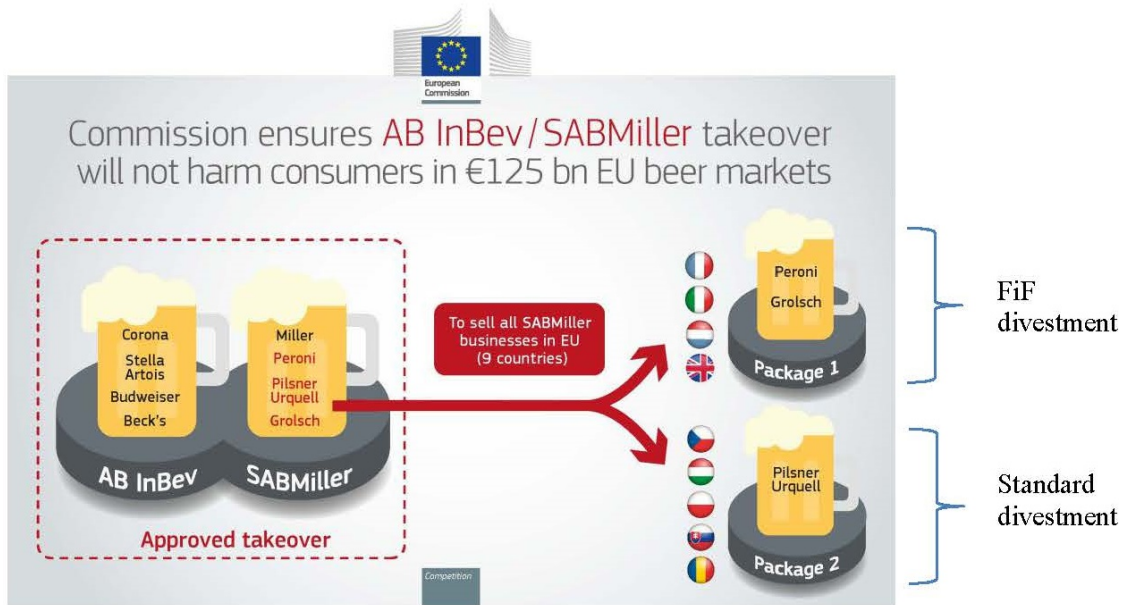 European
Commission
Commission ensures AB InBev/SABMiller takeover
will not harm consumers in €125 bn EU beer markets
Corona
Stella
Artois
Budweiser
Beck's
AB InBev
Miller
Peroni
Pilsner
Urquell
Grolsch
SABMiller
Approved takeover
To sell all SABMiller
businesses in EU
(9 countries)
Peroni
Grolsch
Package 1
FiF
divestment
Pilsner
Urquell
Package 2
Standard
divestment
Competition